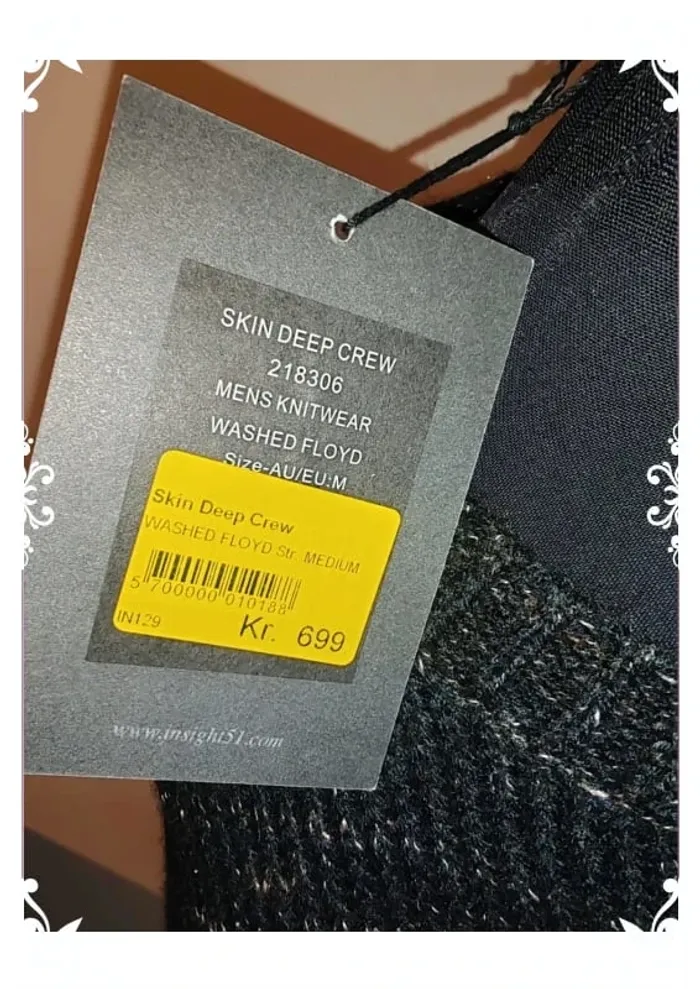 SKIN DEEP CREW
218306
MENS KNITWEAR
WASHED FLOYD
Size-AU/EU:M
Skin Deep Crew
WASHED FLOYD Str. MEDIUM
5 700000 010188
IN129
Kr. 699
www.insight51.com